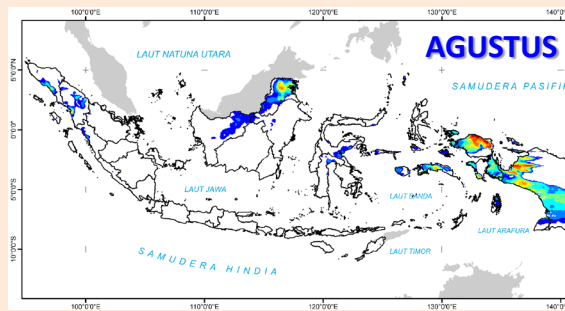 100°0'0"E 110°0'0"E 120°0'0"E 130°0'0"E 140°0'
AGUSTUS
LAUT NATUNA UTARA
SAMUDERA PASIFI
5°0'0"N
0°0'0"
5°0'0"S
10°0'0"S
LAUT JAWA
LAUT BANDA
LAUT ARAFURA
LAUT TIMOR
SAMUDERA HINDIA
100°0'0"E 110°0'0"E 120°0'0"E 130°0'0"E 140°0'